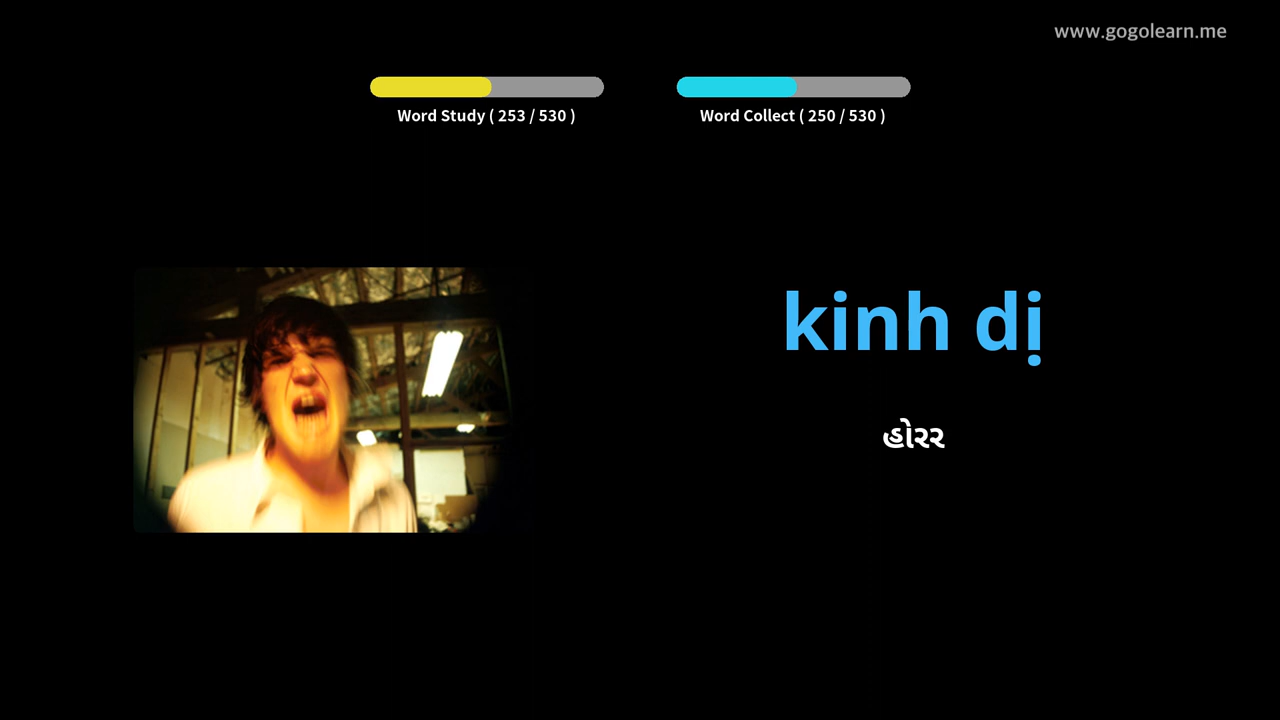 www.gogolearn.me
Word Study ( 253 / 530 )
Word Collect ( 250 / 530 )
kinh dị
હોરર